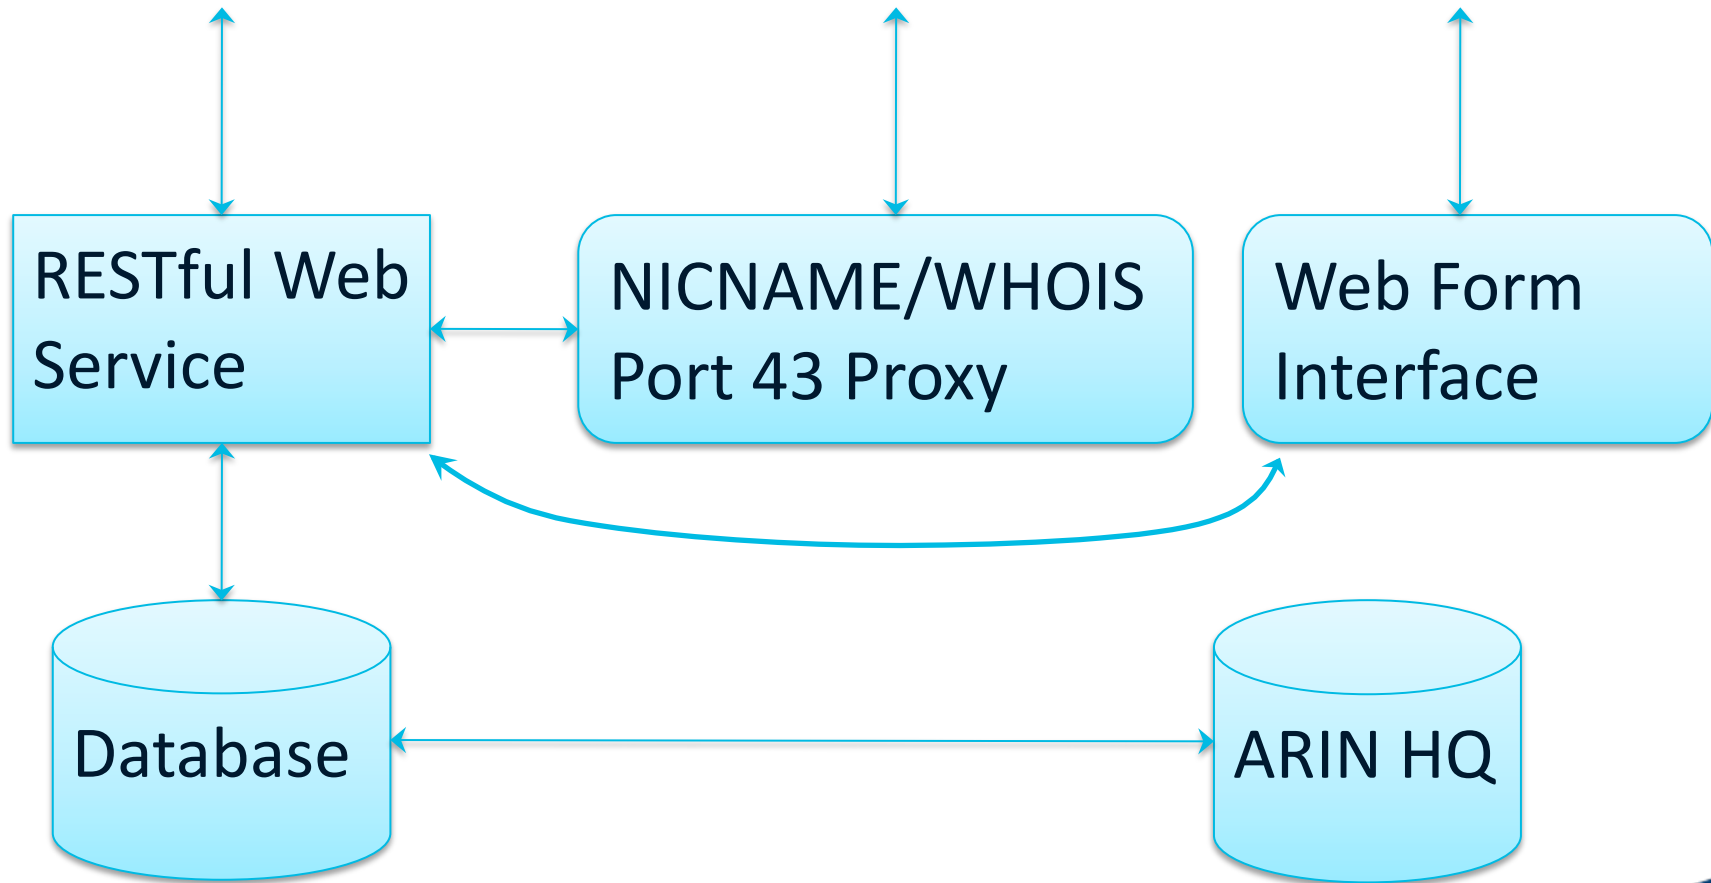 RESTful Web
Service
NICNAME/WHOIS
Port 43 Proxy
Web Form
Interface
Database
ARIN HQ